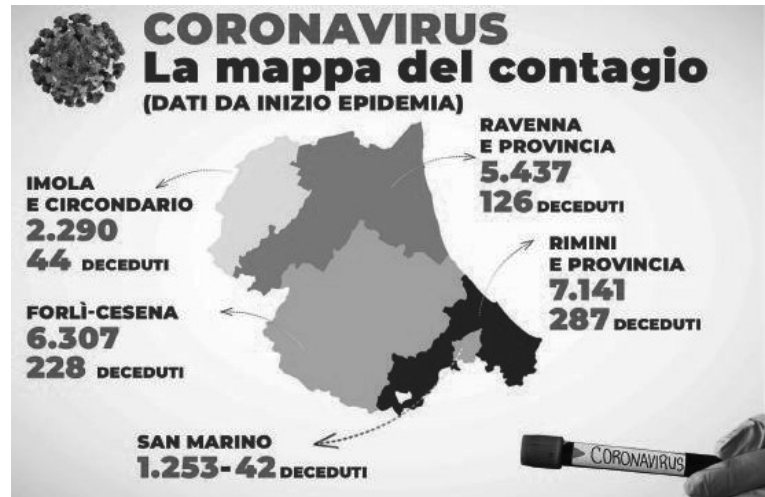 CORONAVIRUS
La mappa del contagio
(DATI DA INIZIO EPIDEMIA)
RAVENNA
E PROVINCIA
5.437
126 DECEDUTI
IMOLA
E CIRCONDARIO
2.290
44 DECEDUTI
RIMINI
E PROVINCIA
7.141
287 DECEDUTI
FORLÌ-CESENA
6.307
228 DECEDUTI
SAN MARINO
1.253-42 DECEDUTI
CORONAVIRUS